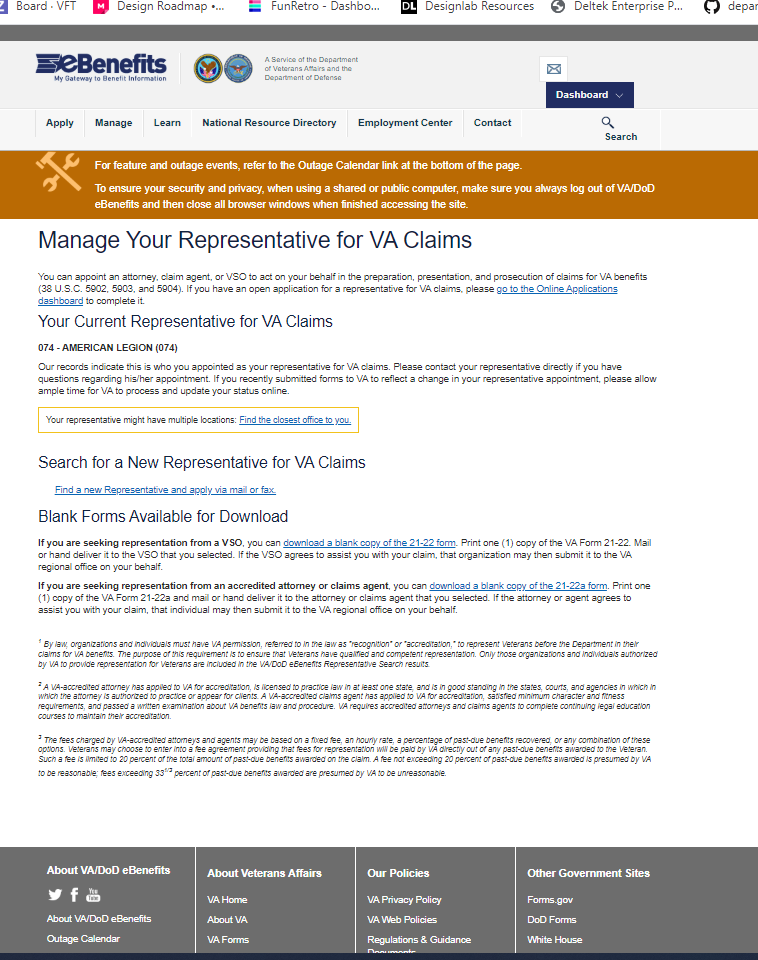 Board · VFT
Design Roadmap •...
FunRetro - Dashbo...
DL
Designlab Resources
Deltek Enterprise P...
depar
eBenefits
My Gateway to Benefit Information
A Service of the Department
of Veterans Affairs and the
Department of Defense
Dashboard
Apply
Manage
Learn
National Resource Directory
Employment Center
Contact
Search
For feature and outage events, refer to the Outage Calendar link at the bottom of the page.
To ensure your security and privacy, when using a shared or public computer, make sure you always log out of VA/DoD
eBenefits and then close all browser windows when finished accessing the site.
Manage Your Representative for VA Claims
You can appoint an attorney, claim agent, or VSO to act on your behalf in the preparation, presentation, and prosecution of claims for VA benefits
(38 U.S.C. 5902, 5903, and 5904). If you have an open application for a representative for VA claims, please go to the Online Applications
dashboard to complete it.
Your Current Representative for VA Claims
074 - AMERICAN LEGION (074)
Our records indicate this is who you appointed as your representative for VA claims. Please contact your representative directly if you have
questions regarding his/her appointment. If you recently submitted forms to VA to reflect a change in your representative appointment, please allow
ample time for VA to process and update your status online.
Your representative might have multiple locations: Find the closest office to you.
Search for a New Representative for VA Claims
Find a new Representative and apply via mail or fax.
Blank Forms Available for Download
If you are seeking representation from a VSO, you can download a blank copy of the 21-22 form. Print one (1) copy of the VA Form 21-22. Mail
or hand deliver it to the VSO that you selected. If the VSO agrees to assist you with your claim, that organization may then submit it to the VA
regional office on your behalf.
If you are seeking representation from an accredited attorney or claims agent, you can download a blank copy of the 21-22a form. Print one
(1) copy of the VA Form 21-22a and mail or hand deliver it to the attorney or claims agent that you selected. If the attorney or agent agrees to
assist you with your claim, that individual may then submit it to the VA regional office on your behalf.
1 By law, organizations and individuals must have VA permission, referred to in the law as "recognition" or "accreditation," to represent Veterans before the Department in their
claims for VA benefits. The purpose of this requirement is to ensure that Veterans have qualified and competent representation. Only those organizations and individuals authorized
by VA to provide representation for Veterans are included in the VA/DoD eBenefits Representative Search results.
2 A VA-accredited attorney has applied to VA for accreditation, is licensed to practice law in at least one state, and is in good standing in the states, courts, and agencies in which in
which the attorney is authorized to practice or appear for clients. A VA-accredited claims agent has applied to VA for accreditation, satisfied minimum character and fitness
requirements, and passed a written examination about VA benefits law and procedure. VA requires accredited attorneys and claims agents to complete continuing legal education
courses to maintain their accreditation.
3 The fees charged by VA-accredited attorneys and agents may be based on a fixed fee, an hourly rate, a percentage of past-due benefits recovered, or any combination of these
options. Veterans may choose to enter into a fee agreement providing that fees for representation will be paid by VA directly out of any past-due benefits awarded to the Veteran.
Such a fee is limited to 20 percent of the total amount of past-due benefits awarded on the claim. A fee not exceeding 20 percent of past-due benefits awarded is presumed by VA
to be reasonable; fees exceeding 33 1/3 percent of past-due benefits awarded are presumed by VA to be unreasonable.
About VA/DoD eBenefits
You Tube
About VA/DoD eBenefits
Outage Calendar
About Veterans Affairs
VA Home
About VA
VA Forms
Our Policies
VA Privacy Policy
VA Web Policies
Regulations & Guidance
Documents
Other Government Sites
Forms.gov
DoD Forms
White House